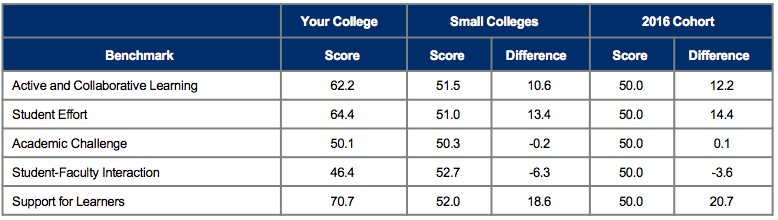 Your College Small Colleges 2016 Cohort
Benchmark Score Score Difference Score Difference
Active and Collaborative Learning 62.2 51.5 10.6 50.0 12.2
Student Effort 64.4 51.0 13.4 50.0 14.4
Academic Challenge 50.1 50.3 -0.2 50.0 0.1
Student-Faculty Interaction 46.4 52.7 -6.3 50.0 -3.6
Support for Learners 70.7 52.0 18.6 50.0 20.7